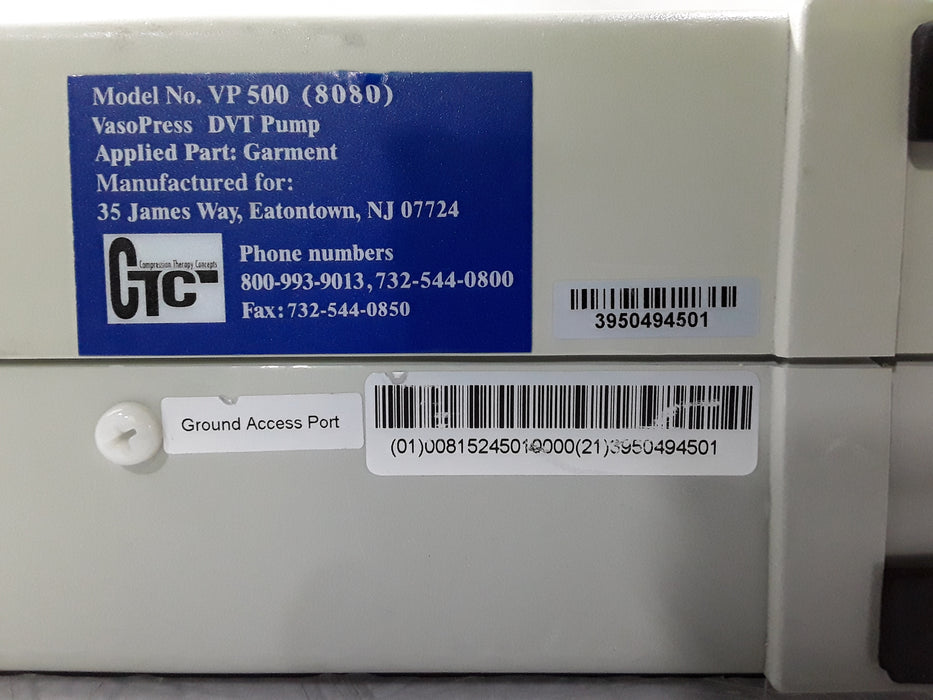 Model No. VP 500 (8080)
VasoPress DVT Pump
Applied Part: Garment
Manufactured for:
35 James Way, Eatontown, NJ 07724
Compression Therapy Concepts
CTC
Phone numbers
800-993-9013, 732-544-0800
Fax: 732-544-0850
3950494501
Ground Access Port
(01)00815245010000(21)3950494501